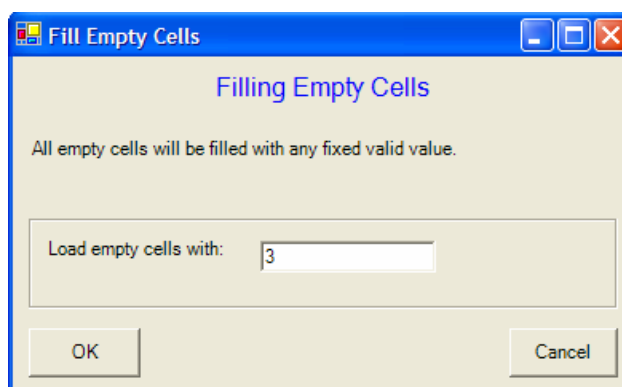 Fill Empty Cells
Filling Empty Cells
All empty cells will be filled with any fixed valid value.
Load empty cells with: 3
OK Cancel